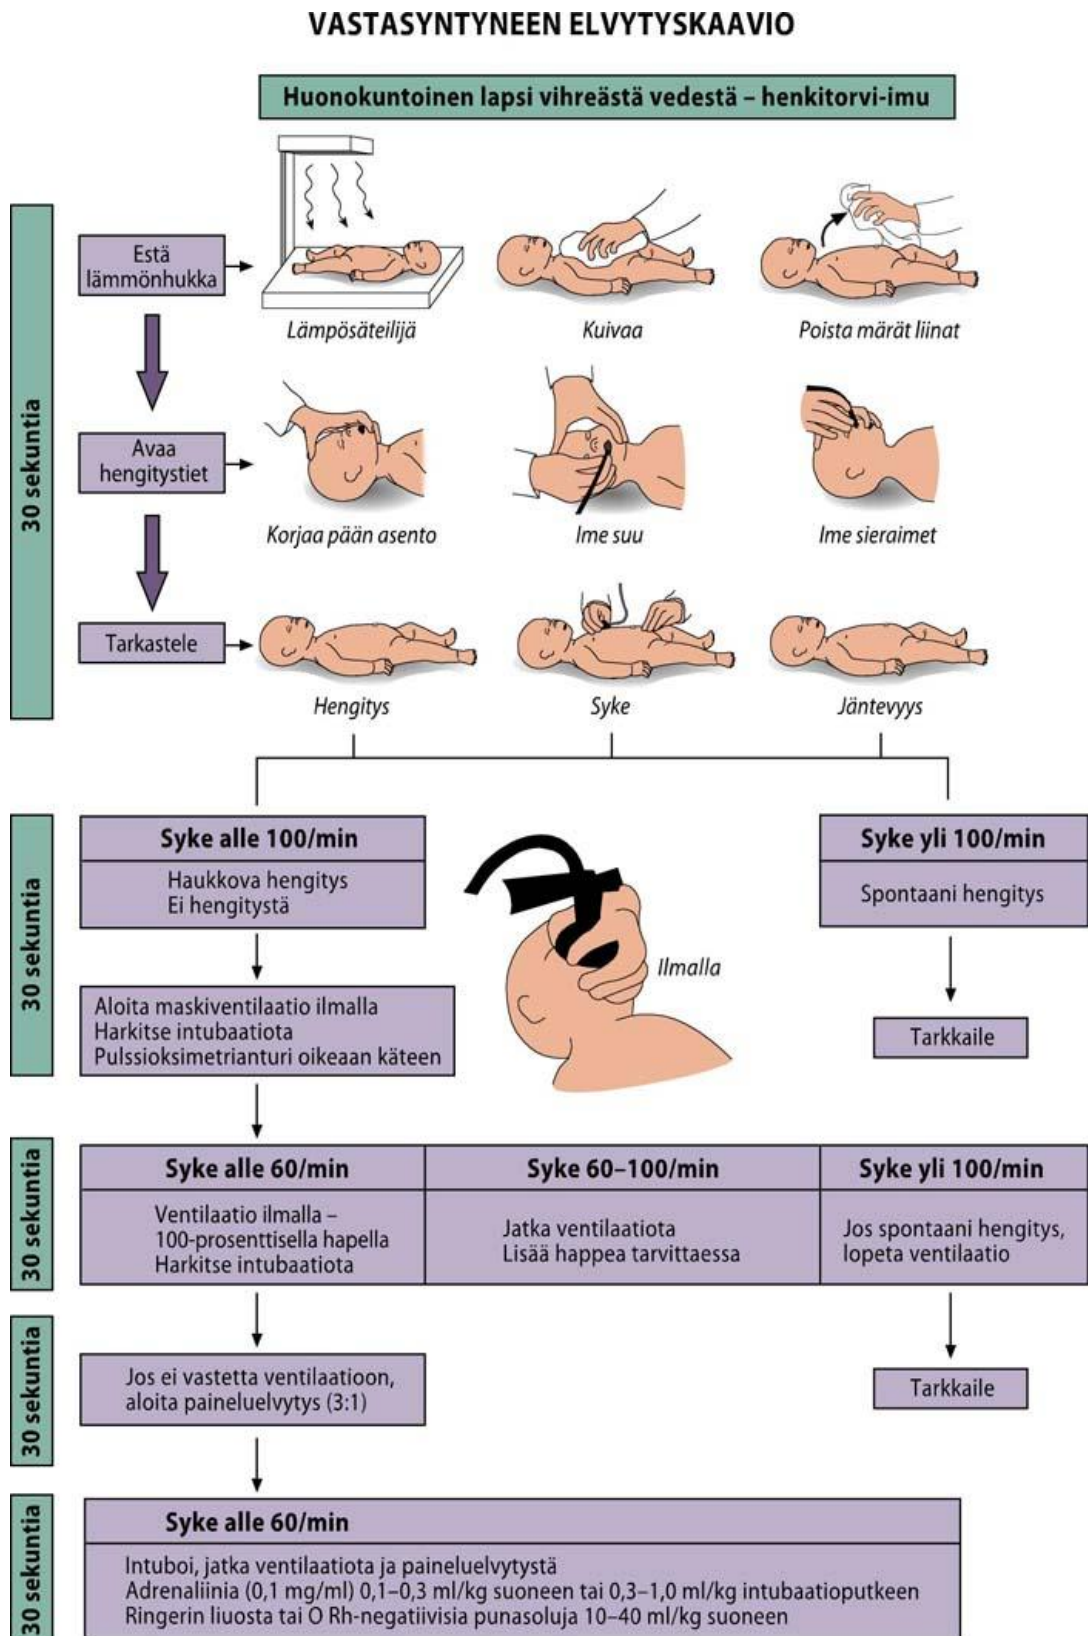 VASTASYNTYNEEN ELVYTYSKAAVIO
Huonokuntoinen lapsi vihreästä vedestä – henkitorvi-imu
30 sekuntia
Estä
lämmönhukka
Lämpösäteilijä
Kuivaa
Poista märät liinat
Avaa
hengitystiet
Korjaa pään asento
Ime suu
Ime sieraimet
Tarkastele
Hengitys
Syke
Jäntevyys
30 sekuntia
Syke alle 100/min
Haukkova hengitys
Ei hengitystä
Aloita maskiventilaatio ilmalla
Harkitse intubaatiota
Pulssioksimetrianturi oikeaan käteen
Ilmalla
Syke yli 100/min
Spontaani hengitys
Tarkkaile
30 sekuntia
Syke alle 60/min
Ventilaatio ilmalla –
100-prosenttisella hapella
Harkitse intubaatiota
Syke 60–100/min
Jatka ventilaatiota
Lisää happea tarvittaessa
Syke yli 100/min
Jos spontaani hengitys,
lopeta ventilaatio
30 sekuntia
Jos ei vastetta ventilaatioon,
aloita paineluelvytys (3:1)
Tarkkaile
30 sekuntia
Syke alle 60/min
Intuboi, jatka ventilaatiota ja paineluelvytystä
Adrenaliinia (0,1 mg/ml) 0,1–0,3 ml/kg suoneen tai 0,3–1,0 ml/kg intubaatioputkeen
Ringerin liuosta tai O Rh-negatiivisia punasoluja 10–40 ml/kg suoneen